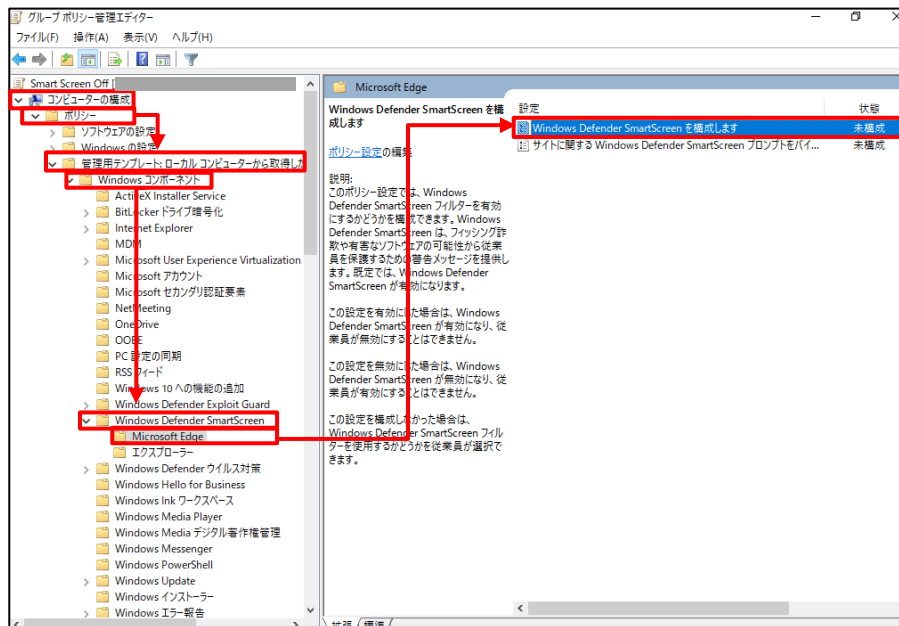 グループ ポリシー管理エディター
ファイル(F) 操作(A) 表示(V) ヘルプ(H)
Smart Screen Off [
コンピューターの構成
ポリシー
ソフトウェアの設定
Windows の設定
管理用テンプレート: ローカル コンピューターから取得した
Windows コンポーネント
ActiveX Installer Service
BitLocker ドライブ暗号化
Internet Explorer
MDM
Microsoft User Experience Virtualization
Microsoft アカウント
Microsoft セカンダリ認証要素
NetMeeting
OneDrive
OOBE
PC 設定の同期
RSS フィード
Windows 10 への機能の追加
Windows Defender Exploit Guard
Windows Defender SmartScreen
Microsoft Edge
エクスプローラー
Windows Defender ウイルス対策
Windows Hello for Business
Windows Ink ワークスペース
Windows Media Player
Windows Media デジタル著作権管理
Windows Messenger
Windows PowerShell
Windows Update
Windows インストーラー
Windows エラー報告
Microsoft Edge
Windows Defender SmartScreen を構
成します
ポリシー設定の編集
説明:
このポリシー設定では、Windows
Defender SmartScreen フィルターを有効
にするかどうかを構成できます。Windows
Defender SmartScreen は、フィッシング詐
欺や有害なソフトウェアの可能性から従業
員を保護するための警告メッセージを提供し
ます。既定では、Windows Defender
SmartScreen が有効になります。
この設定を有効にした場合は、Windows
Defender SmartScreen が有効になり、従
業員が無効にすることはできません。
この設定を無効にした場合は、Windows
Defender SmartScreen が無効になり、従
業員が有効にすることはできません。
この設定を構成しなかった場合は、
Windows Defender SmartScreen フィル
ターを使用するかどうかを従業員が選択で
きます。
設定 状態
Windows Defender SmartScreen を構成します 未構成
サイトに関する Windows Defender SmartScreen プロンプトをバイ... 未構成
拡張 標準